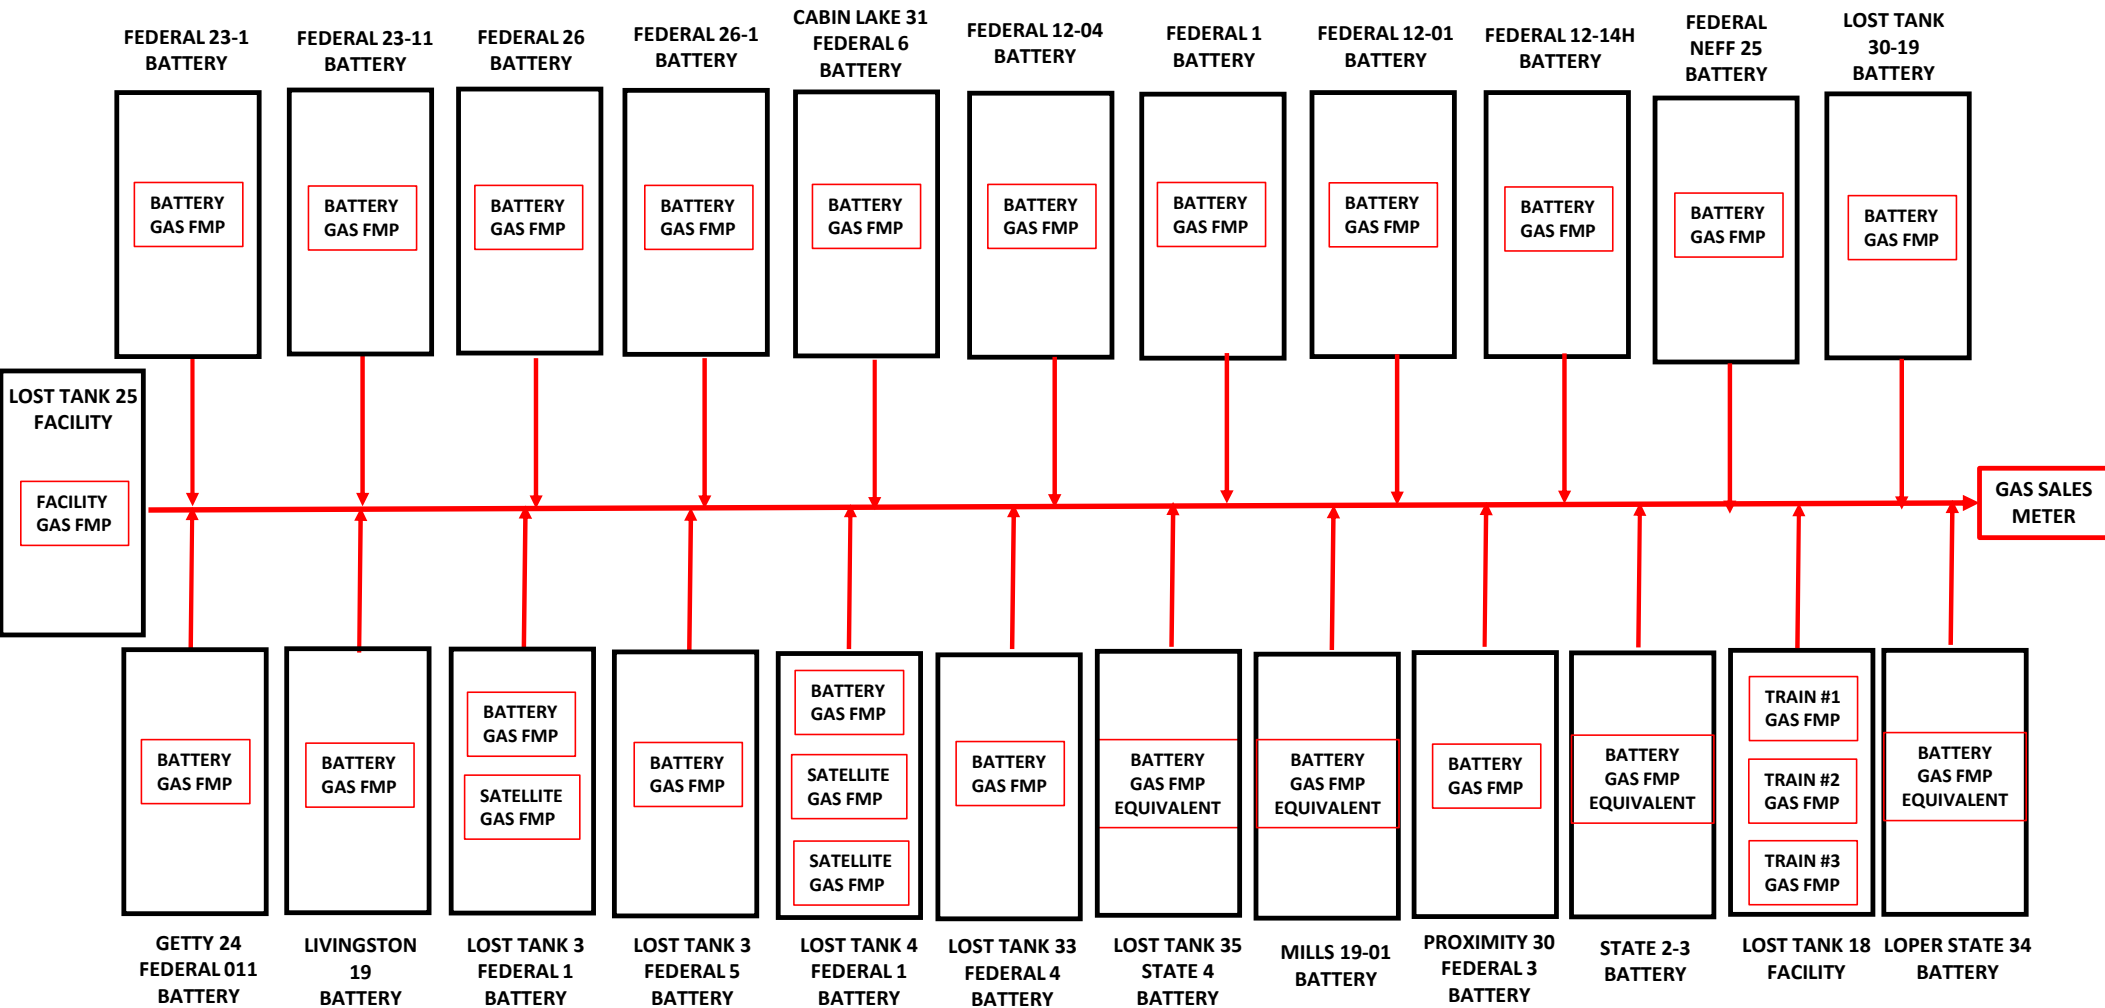 FEDERAL 23-1
BATTERY
FEDERAL 23-11
BATTERY
FEDERAL 26
BATTERY
FEDERAL 26-1
BATTERY
CABIN LAKE 31
FEDERAL 6
BATTERY
FEDERAL 12-04
BATTERY
FEDERAL 1
BATTERY
FEDERAL 12-01
BATTERY
FEDERAL 12-14H
BATTERY
FEDERAL
NEFF 25
BATTERY
LOST TANK
30-19
BATTERY
BATTERY
GAS FMP
BATTERY
GAS FMP
BATTERY
GAS FMP
BATTERY
GAS FMP
BATTERY
GAS FMP
BATTERY
GAS FMP
BATTERY
GAS FMP
BATTERY
GAS FMP
BATTERY
GAS FMP
BATTERY
GAS FMP
BATTERY
GAS FMP
LOST TANK 25
FACILITY
FACILITY
GAS FMP
GAS SALES
METER
BATTERY
GAS FMP
BATTERY
GAS FMP
BATTERY
GAS FMP
SATELLITE
GAS FMP
BATTERY
GAS FMP
BATTERY
GAS FMP
SATELLITE
GAS FMP
SATELLITE
GAS FMP
BATTERY
GAS FMP
BATTERY
GAS FMP
EQUIVALENT
BATTERY
GAS FMP
EQUIVALENT
BATTERY
GAS FMP
BATTERY
GAS FMP
EQUIVALENT
TRAIN #1
GAS FMP
TRAIN #2
GAS FMP
TRAIN #3
GAS FMP
BATTERY
GAS FMP
EQUIVALENT
GETTY 24
FEDERAL 011
BATTERY
LIVINGSTON
19
BATTERY
LOST TANK 3
FEDERAL 1
BATTERY
LOST TANK 3
FEDERAL 5
BATTERY
LOST TANK 4
FEDERAL 1
BATTERY
LOST TANK 33
FEDERAL 4
BATTERY
LOST TANK 35
STATE 4
BATTERY
MILLS 19-01
BATTERY
PROXIMITY 30
FEDERAL 3
BATTERY
STATE 2-3
BATTERY
LOST TANK 18
FACILITY
LOPER STATE 34
BATTERY